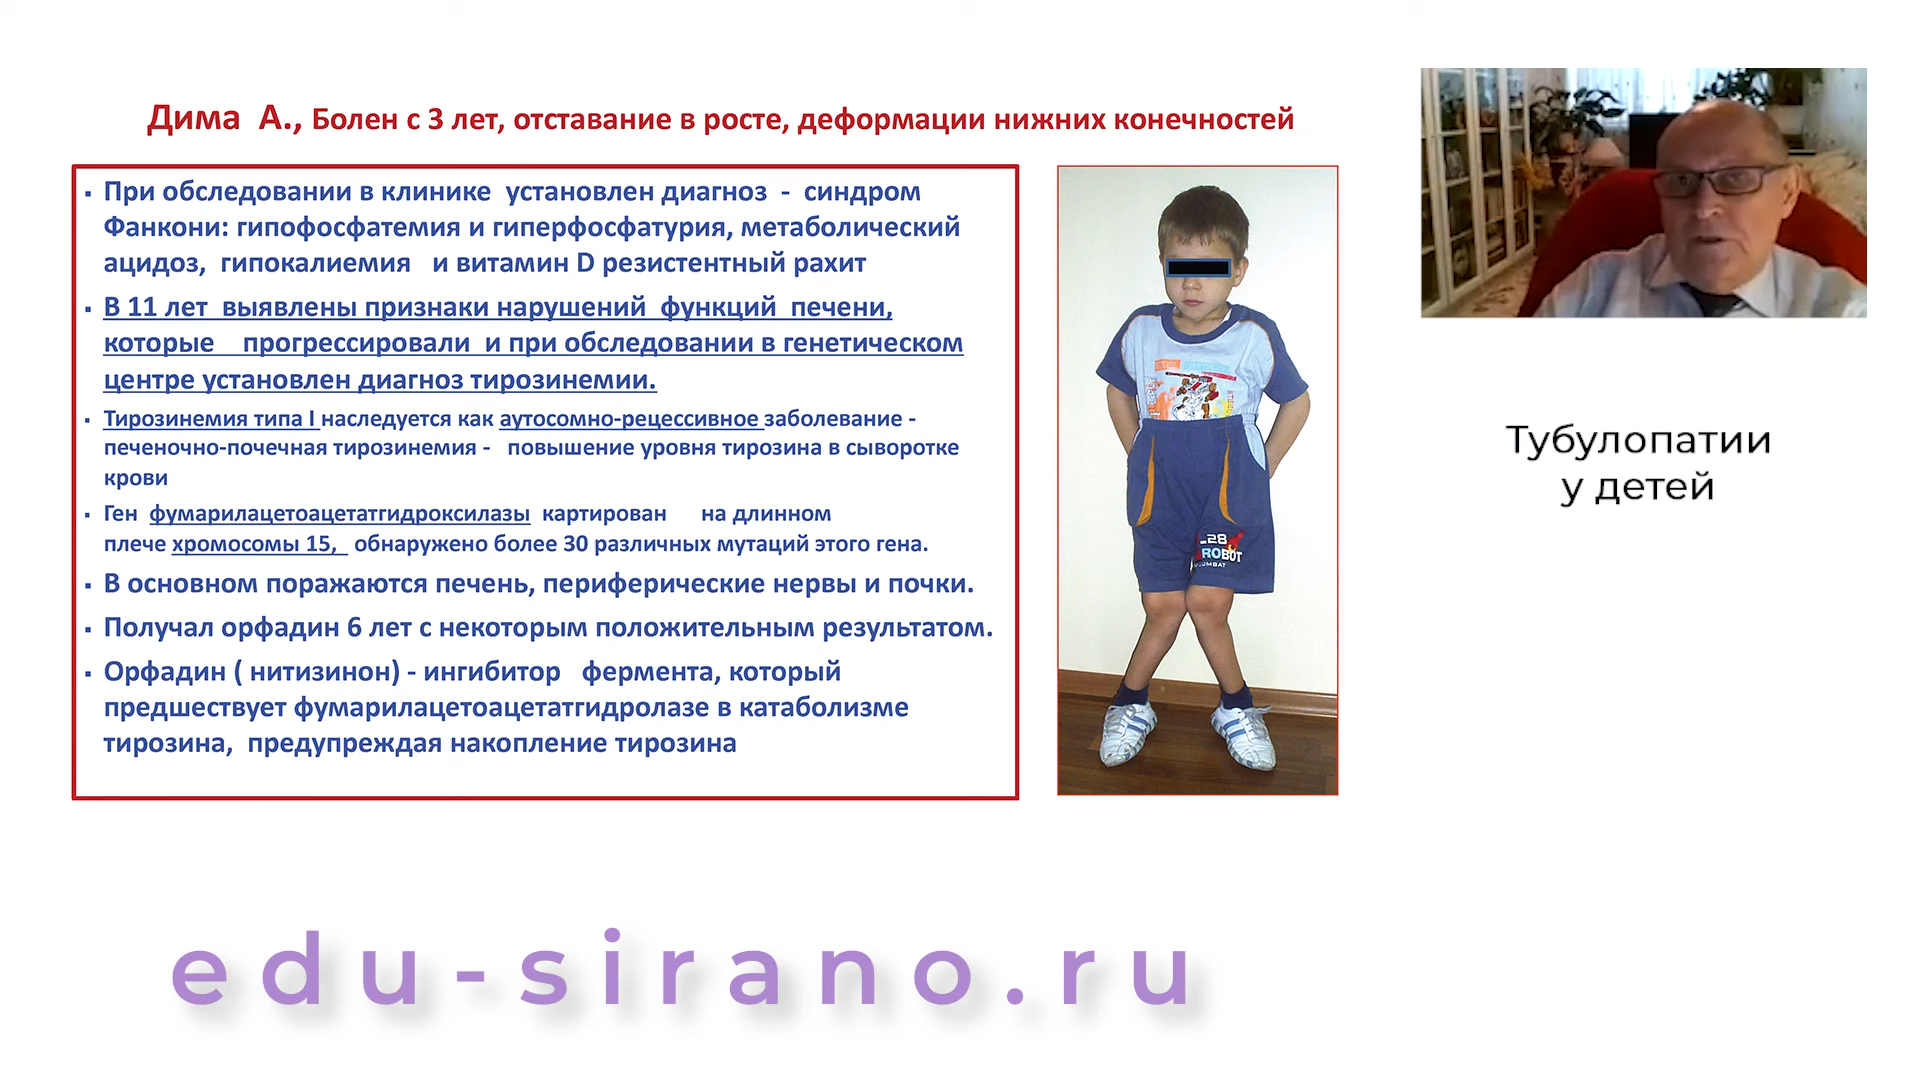 Дима А., Болен с 3 лет, отставание в росте, деформации нижних конечностей
▪ При обследовании в клинике установлен диагноз - синдром
Фанкони: гипофосфатемия и гиперфосфатурия, метаболический
ацидоз, гипокалиемия и витамин D резистентный рахит
▪ В 11 лет выявлены признаки нарушений функций печени,
которые прогрессировали и при обследовании в генетическом
центре установлен диагноз тирозинемии.
▪ Тирозинемия типа I наследуется как аутосомно-рецессивное заболевание -
печеночно-почечная тирозинемия - повышение уровня тирозина в сыворотке
крови
▪ Ген фумарилацетоацетатгидроксилазы картирован на длинном
плече хромосомы 15, обнаружено более 30 различных мутаций этого гена.
▪ В основном поражаются печень, периферические нервы и почки.
▪ Получал орфадин 6 лет с некоторым положительным результатом.
▪ Орфадин ( нитизинон) - ингибитор фермента, который
предшествует фумарилацетоацетатгидролазе в катаболизме
тирозина, предупреждая накопление тирозина
L28
ROBOT
COMBAT
Тубулопатии
у детей
edu-sirano.ru